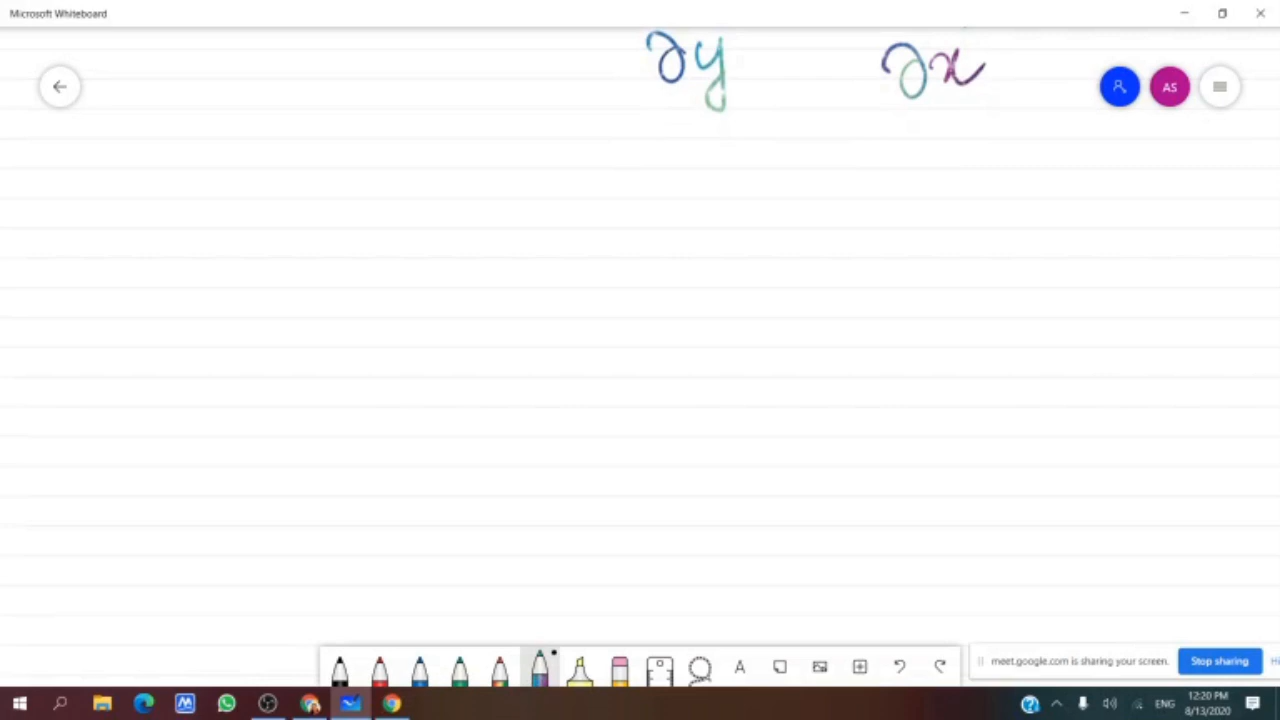 Microsoft Whiteboard
∂y ∂x
AS
A
meet.google.com is sharing your screen.
Stop sharing
Hi
ENG
12:20 PM
8/13/2020